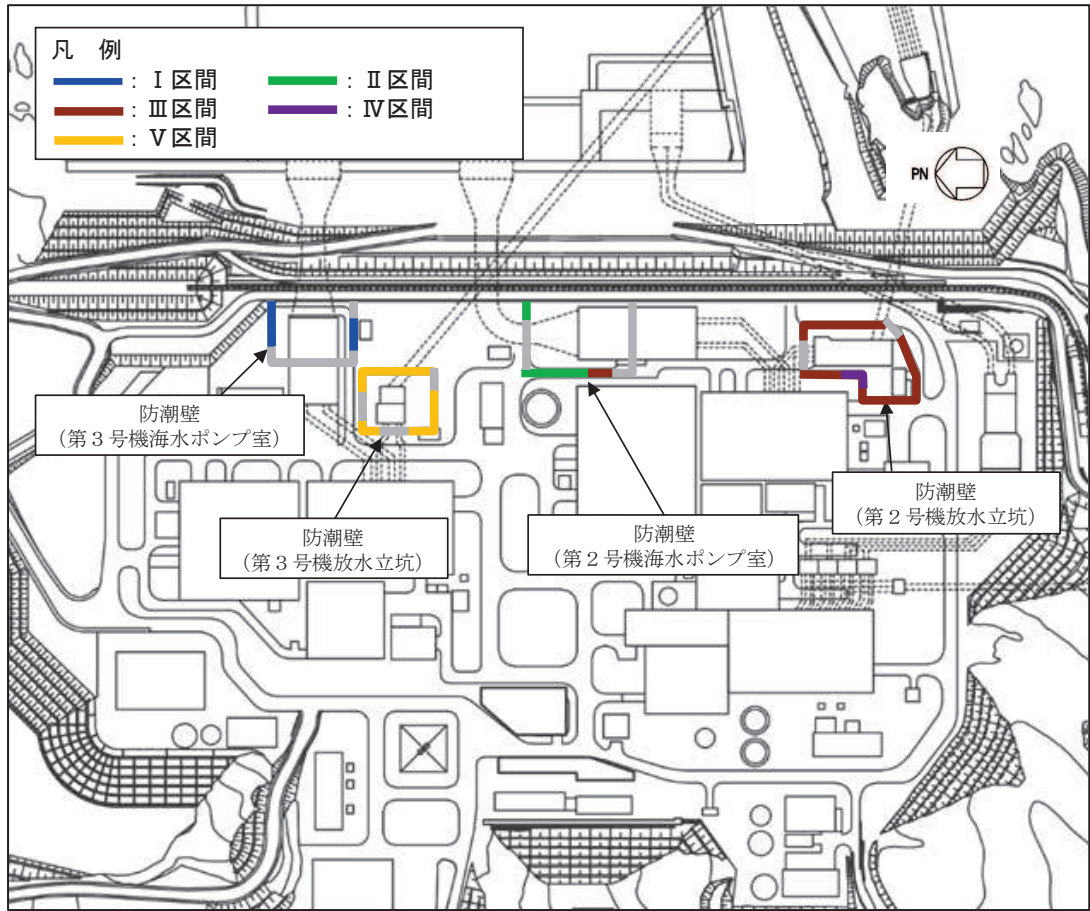 凡 例
: Ⅰ区間
: Ⅱ区間
: Ⅲ区間
: Ⅳ区間
: Ⅴ区間
PN
防潮壁
(第3号機海水ポンプ室)
防潮壁
(第3号機放水立坑)
防潮壁
(第2号機海水ポンプ室)
防潮壁
(第2号機放水立坑)